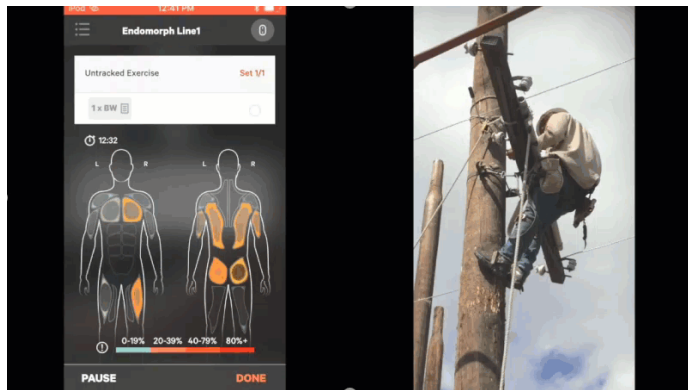 iPod
12:41 PM
Endomorph Line1
Untracked Exercise
Set 1/1
1 x BW
12:32
L R L R
0-19% 20-39% 40-79% 80%+
PAUSE DONE